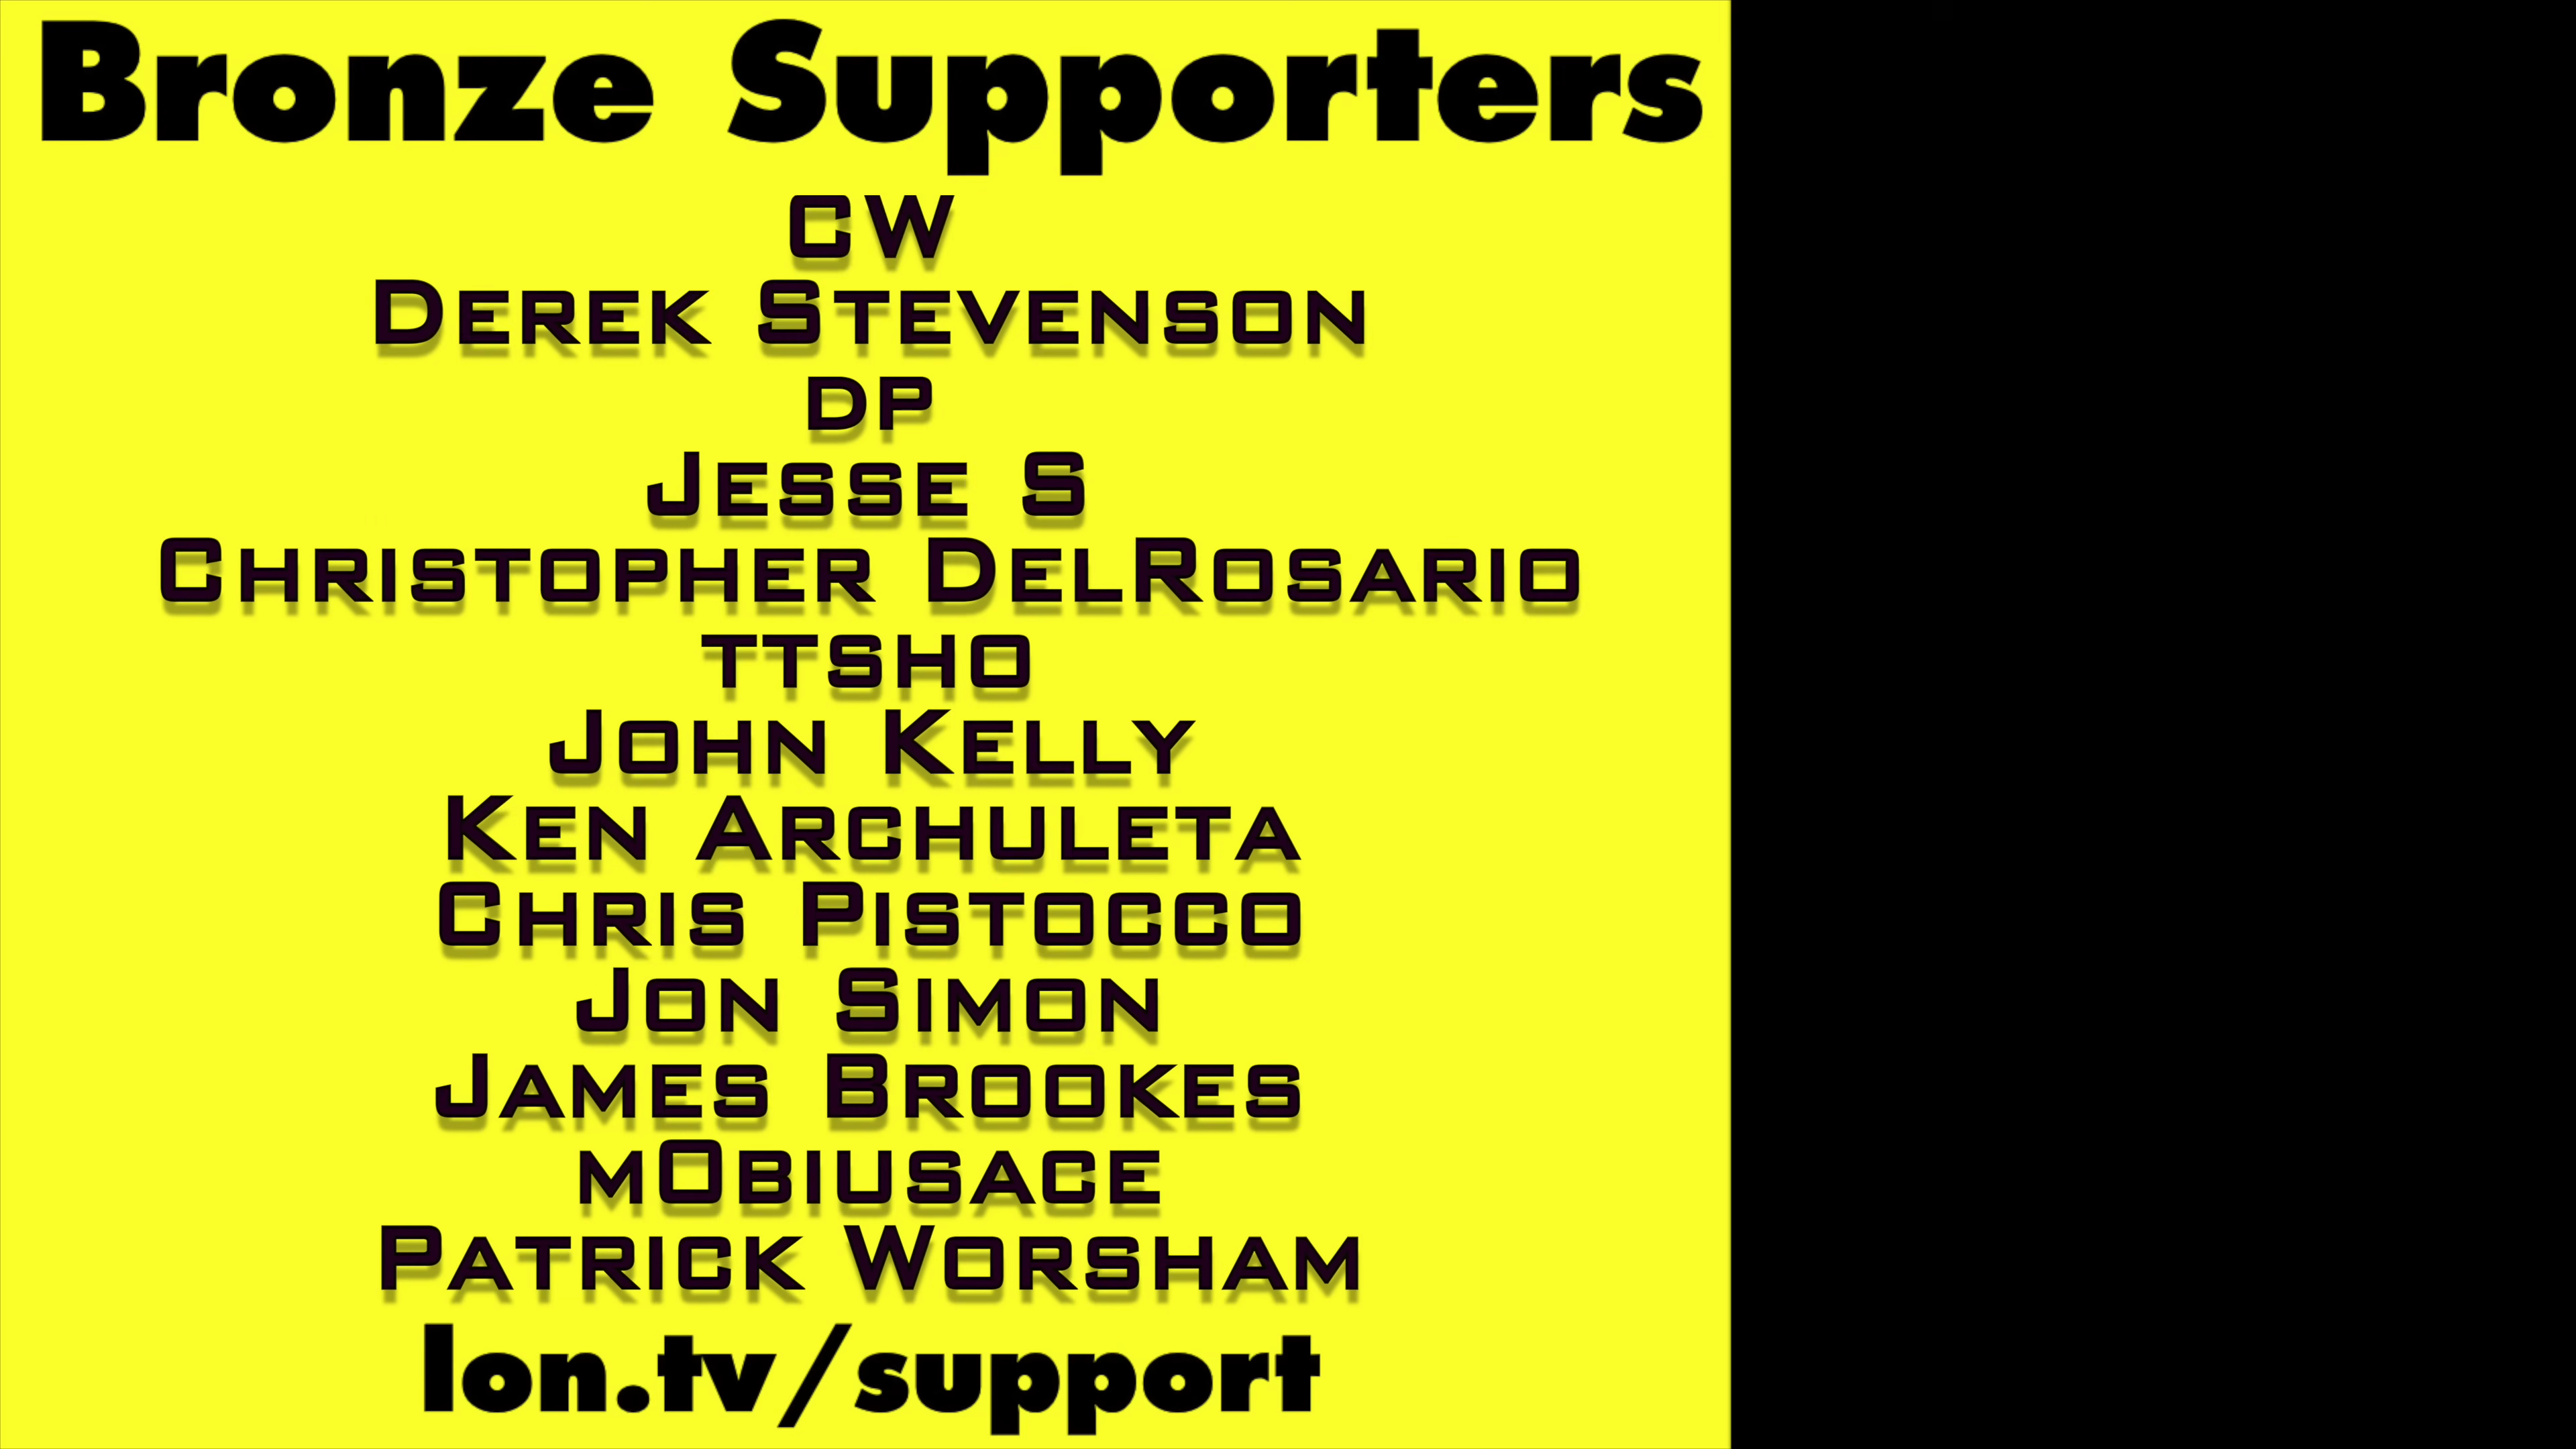 Bronze Supporters
CW
Derek Stevenson
dp
Jesse S
Christopher DelRosario
ttsho
John Kelly
Ken Archuleta
Chris Pistocco
Jon Simon
James Brookes
m0biusace
Patrick Worsham
lon.tv/support